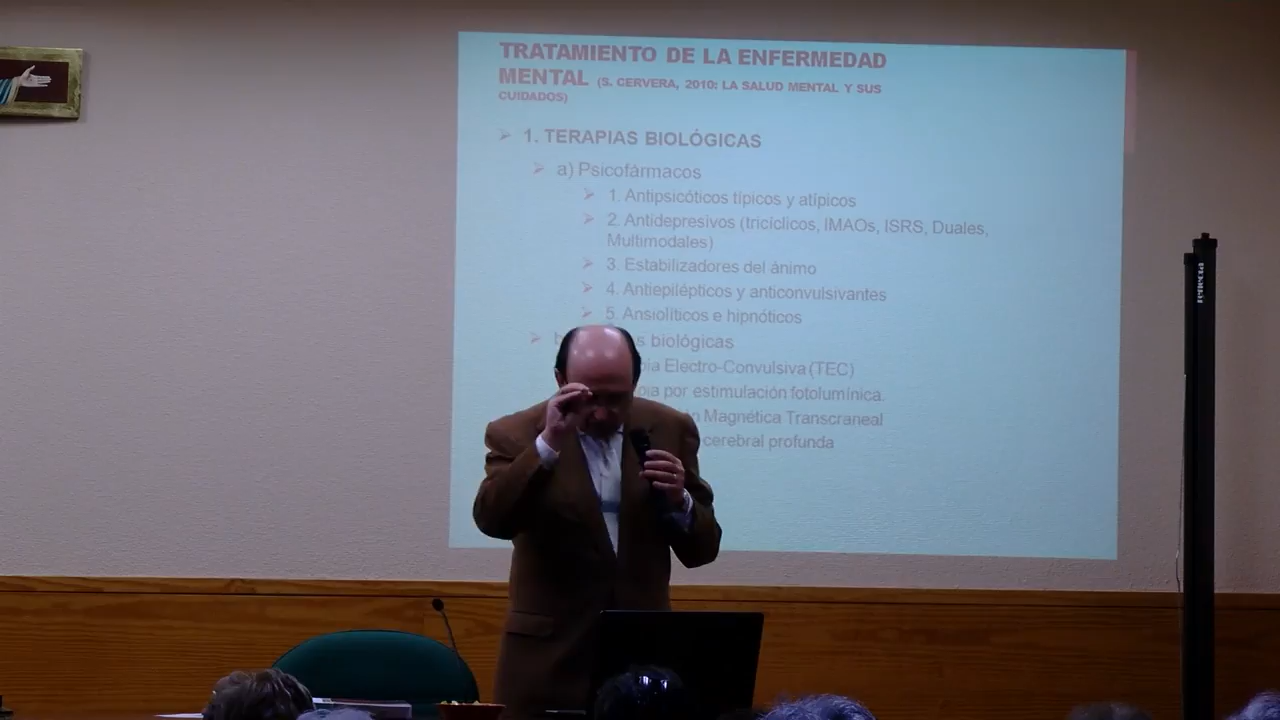 TRATAMIENTO DE LA ENFERMEDAD
MENTAL (S. CERVERA, 2010: LA SALUD MENTAL Y SUS
CUIDADOS)
1. TERAPIAS BIOLÓGICAS
a) Psicofármacos
1. Antipsicóticos típicos y atípicos
2. Antidepresivos (tricíclicos, IMAOs, ISRS, Duales,
Multimodales)
3. Estabilizadores del ánimo
4. Antiepilépticos y anticonvulsivantes
5. Ansiolíticos e hipnóticos
biológicas
Electro-Convulsiva (TEC)
por estimulación fotolumínica.
Magnética Transcraneal
cerebral profunda